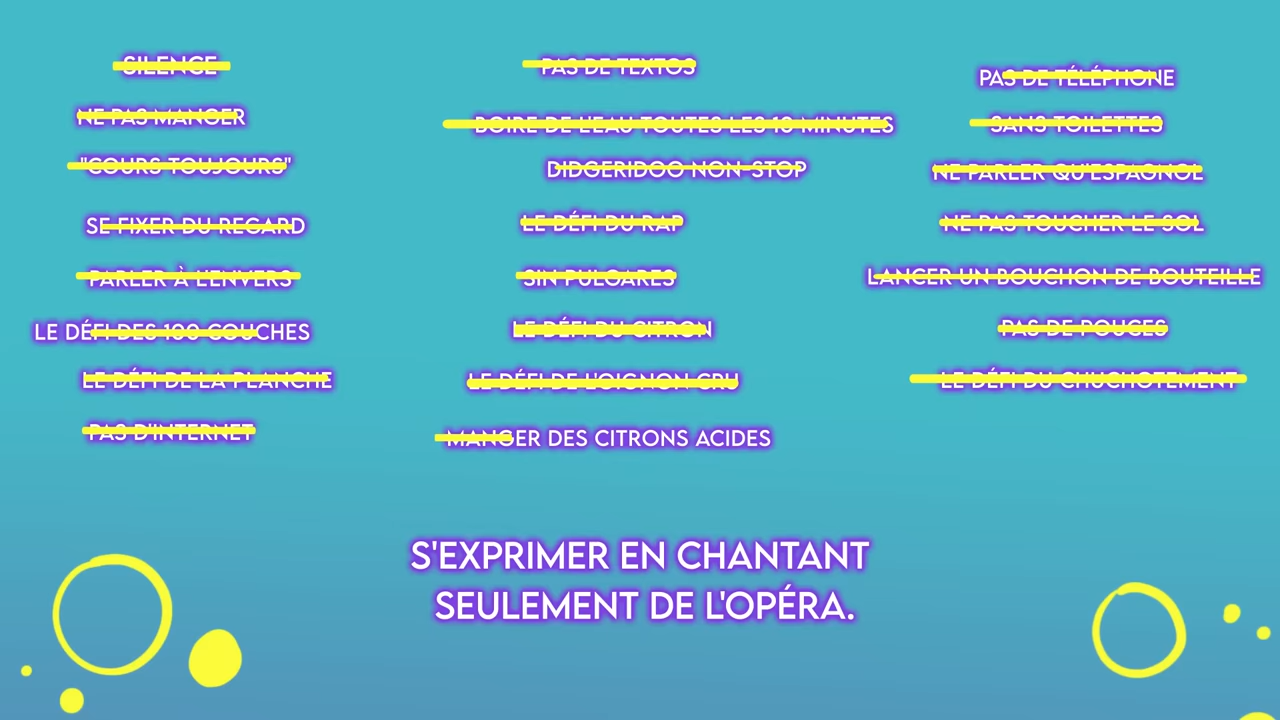 SILENCE
NE PAS MANGER
"COURS TOUJOURS"
SE FIXER DU REGARD
PARLER À L'ENVERS
LE DÉFI DES 100 COUCHES
LE DÉFI DE LA PLANCHE
PAS D'INTERNET
PAS DE TEXTOS
BOIRE DE L'EAU TOUTES LES 10 MINUTES
DIDGERIDOO NON-STOP
LE DÉFI DU RAP
SIN PULGARES
LE DÉFI DU CITRON
LE DÉFI DE L'OIGNON CRU
MANGER DES CITRONS ACIDES
PAS DE TÉLÉPHONE
SANS TOILETTES
NE PARLER QU'ESPAGNOL
NE PAS TOUCHER LE SOL
LANCER UN BOUCHON DE BOUTEILLE
PAS DE POUCES
LE DÉFI DU CHUCHOTEMENT
S'EXPRIMER EN CHANTANT
SEULEMENT DE L'OPÉRA.